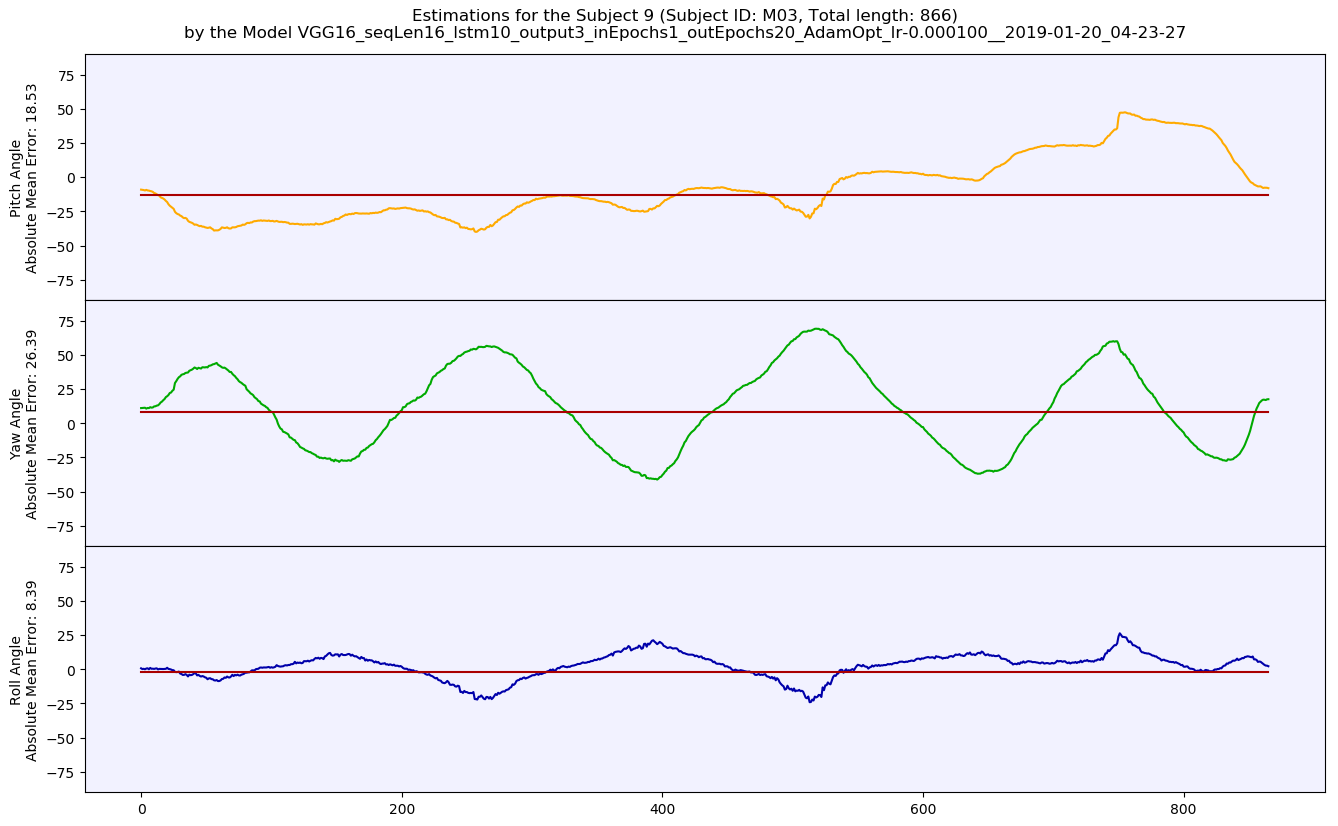 Estimations for the Subject 9 (Subject ID: M03, Total length: 866)
by the Model VGG16_seqLen16_lstm10_output3_inEpochs1_outEpochs20_AdamOpt_lr-0.000100__2019-01-20_04-23-27
Pitch Angle
Absolute Mean Error: 18.53
75
50
25
0
−25
−50
−75
Yaw Angle
Absolute Mean Error: 26.39
75
50
25
0
−25
−50
−75
Roll Angle
Absolute Mean Error: 8.39
75
50
25
0
−25
−50
−75
0 200 400 600 800